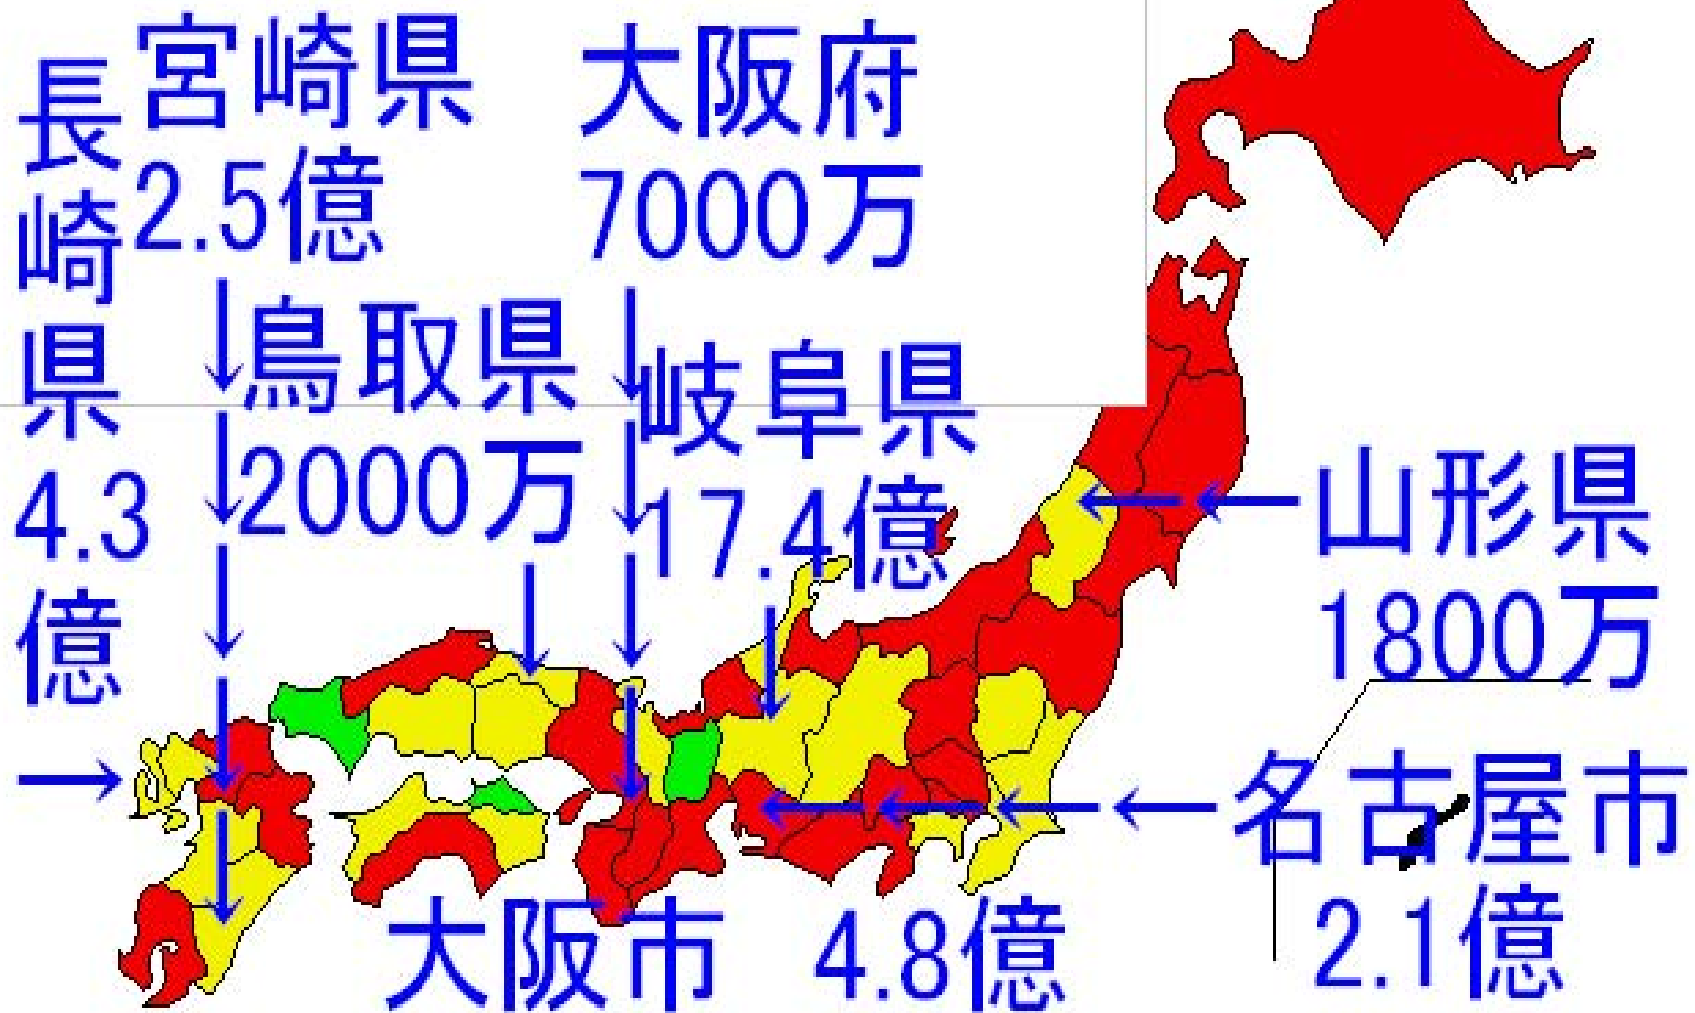 長崎県
4.3
億
宮崎県
2.5億
大阪府
7000万
鳥取県
2000万
岐阜県
17.4億
山形県
1800万
名古屋市
2.1億
大阪市 4.8億